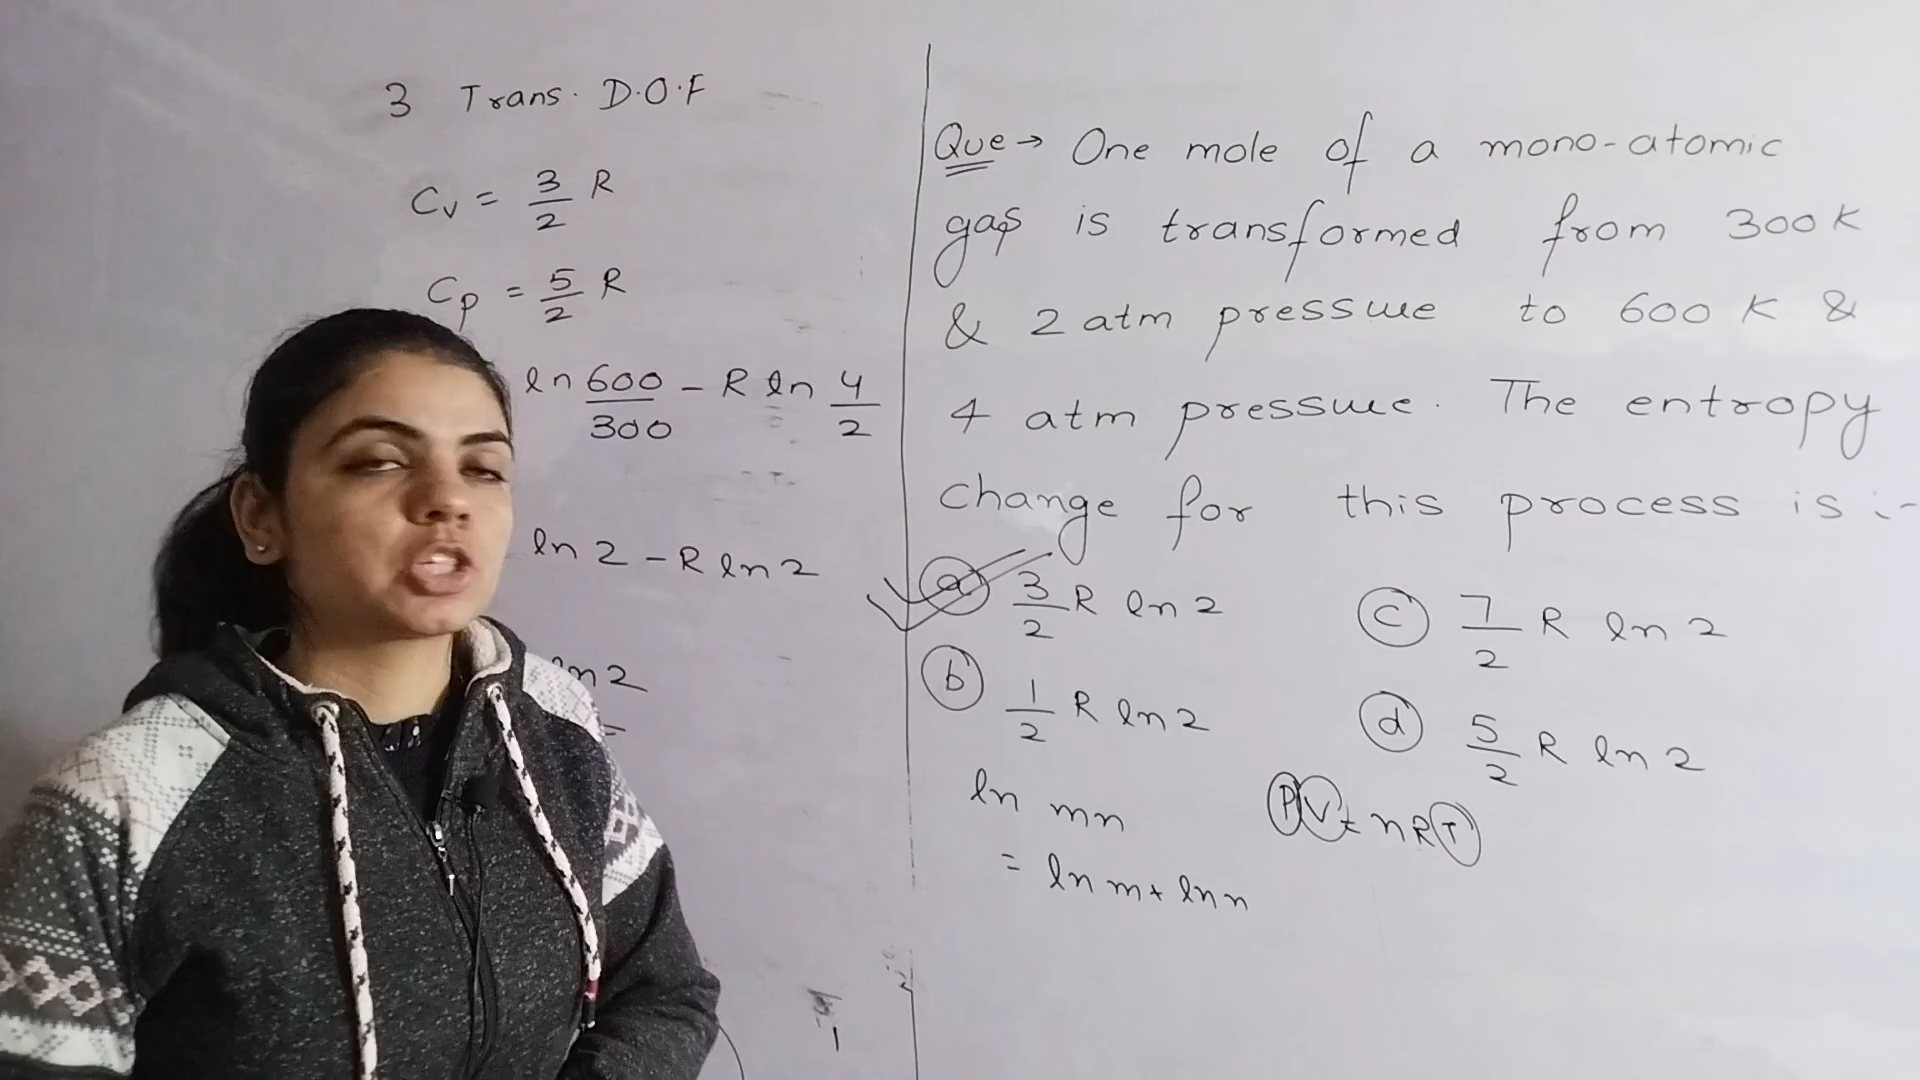 3 Trans. D.O.F
Cv = 3/2 R
Cp = 5/2 R
ln 600/300 - R ln 4/2
ln 2 - R ln 2
ln 2
Que → One mole of a mono-atomic
gas is transformed from 300K
& 2 atm pressure to 600 K &
4 atm pressure. The entropy
change for this process is :-
(a) 3/2 R ln 2
(c) 7/2 R ln 2
(b) 1/2 R ln 2
(d) 5/2 R ln 2
ln mn
= ln m + ln n
PV = nRT